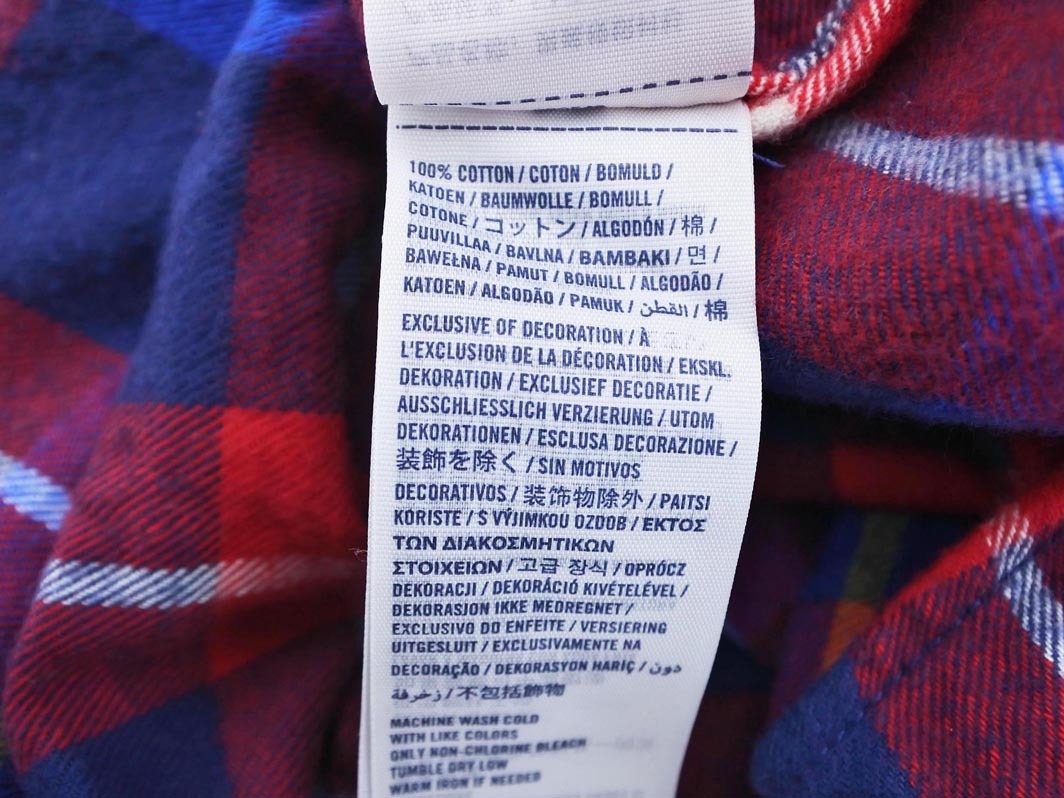 100% COTTON / COTON / BOMULD /
KATOEN / BAUMWOLLE / BOMULL /
COTONE / コットン / ALGODÓN / 棉 /
PUUVILLAA / BAVLNA / BAMBAKI / 면 /
BAWEŁNA / PAMUT / BOMULL / ALGODÃO /
KATOEN / ALGODÃO / PAMUK / القطن / 棉
EXCLUSIVE OF DECORATION / À
L'EXCLUSION DE LA DÉCORATION / EKSKL.
DEKORATION / EXCLUSIEF DECORATIE /
AUSSCHLIESSLICH VERZIERUNG / UTOM
DEKORATIONEN / ESCLUSA DECORAZIONE /
装飾を除く / SIN MOTIVOS
DECORATIVOS / 装饰物除外 / PAITSI
KORISTE / S VÝJIMKOU OZDOB / ΕΚΤΟΣ
ΤΩΝ ΔΙΑΚΟΣΜΗΤΙΚΩΝ
ΣΤΟΙΧΕΙΩΝ / 고급 장식 / OPRÓCZ
DEKORACJI / DEKORÁCIÓ KIVÉTELÉVEL /
DEKORASJON IKKE MEDREGNET /
EXCLUSIVO DO ENFEITE / VERSIERING
UITGESLUIT / EXCLUSIVAMENTE NA
DECORAÇÃO / DEKORASYON HARIÇ / دون
زخرفة / 不包括飾物
MACHINE WASH COLD
WITH LIKE COLORS
ONLY NON-CHLORINE BLEACH
TUMBLE DRY LOW
WARM IRON IF NEEDED